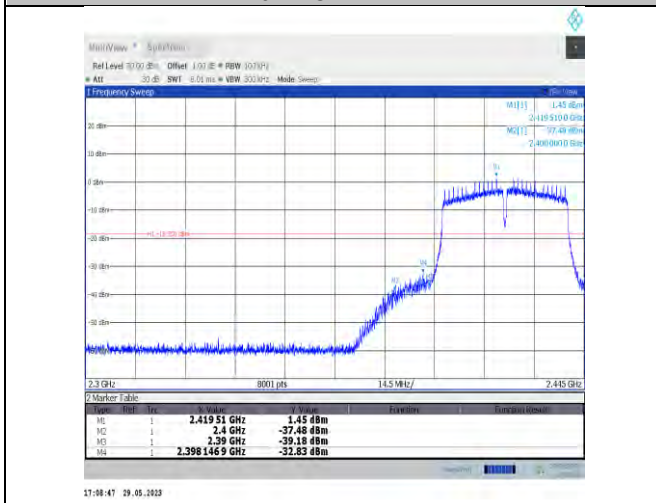 MainView
Ref Level 30.00 dBm Offset 1.00 dB RBW 100 kHz
Att 30 dB SWT 8.01 ms VBW 300 kHz Mode Sweep
1 Frequency Sweep
M1[1] 1.45 dBm
2.419 510 0 GHz
M2[1] -37.48 dBm
2.400 000 0 GHz
20 dBm
10 dBm
0 dBm
-10 dBm
-20 dBm
-30 dBm
-40 dBm
-50 dBm
M4
2.3 GHz 8001 pts 14.5 MHz/ 2.445 GHz
2 Marker Table
Type Ref Trc X-Value Y-Value Function Function Result
M1 1 2.419 51 GHz 1.45 dBm
M2 1 2.4 GHz -37.48 dBm
M3 1 2.39 GHz -39.18 dBm
M4 1 2.398 146 9 GHz -32.83 dBm
17:08:47 29.05.2023